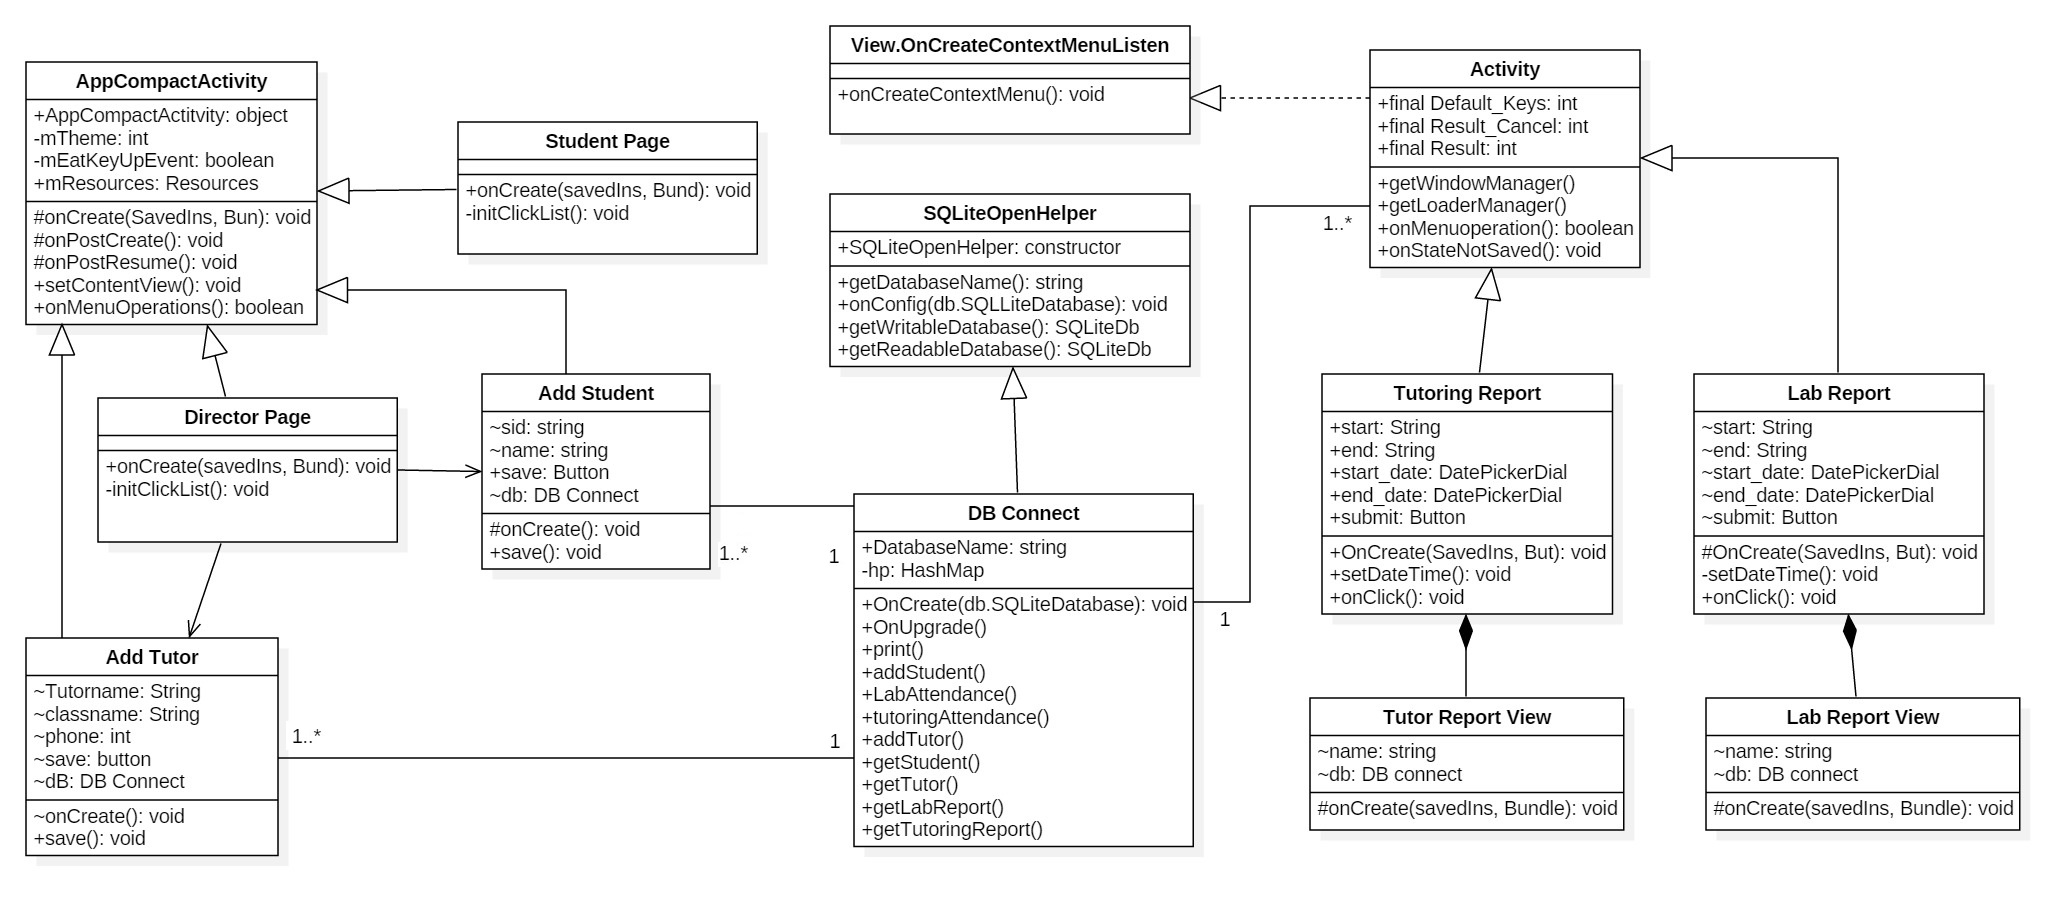 AppCompactActivity
+AppCompactActitvity: object
-mTheme: int
-mEatKeyUpEvent: boolean
+mResources: Resources
#onCreate(SavedIns, Bun): void
#onPostCreate(): void
#onPostResume(): void
+setContentView(): void
+onMenuOperations(): boolean
Student Page
+onCreate(savedIns, Bund): void
-initClickList(): void
View.OnCreateContextMenuListen
+onCreateContextMenu(): void
Activity
+final Default_Keys: int
+final Result_Cancel: int
+final Result: int
+getWindowManager()
+getLoaderManager()
+onMenuoperation(): boolean
+onStateNotSaved(): void
1..*
SQLiteOpenHelper
+SQLiteOpenHelper: constructor
+getDatabaseName(): string
+onConfig(db.SQLLiteDatabase): void
+getWritableDatabase(): SQLiteDb
+getReadableDatabase(): SQLiteDb
Director Page
+onCreate(savedIns, Bund): void
-initClickList(): void
Add Student
~sid: string
~name: string
+save: Button
~db: DB Connect
#onCreate(): void
+save(): void
1..*
1
DB Connect
+DatabaseName: string
-hp: HashMap
+OnCreate(db.SQLiteDatabase): void
+OnUpgrade()
+print()
+addStudent()
+LabAttendance()
+tutoringAttendance()
+addTutor()
+getStudent()
+getTutor()
+getLabReport()
+getTutoringReport()
1
Tutoring Report
+start: String
+end: String
+start_date: DatePickerDial
+end_date: DatePickerDial
+submit: Button
+OnCreate(SavedIns, But): void
+setDateTime(): void
+onClick(): void
Lab Report
~start: String
~end: String
~start_date: DatePickerDial
~end_date: DatePickerDial
~submit: Button
#OnCreate(SavedIns, But): void
-setDateTime(): void
+onClick(): void
Add Tutor
~Tutorname: String
~classname: String
~phone: int
~save: button
~dB: DB Connect
~onCreate(): void
+save(): void
1..*
1
Tutor Report View
~name: string
~db: DB connect
#onCreate(savedIns, Bundle): void
Lab Report View
~name: string
~db: DB connect
#onCreate(savedIns, Bundle): void